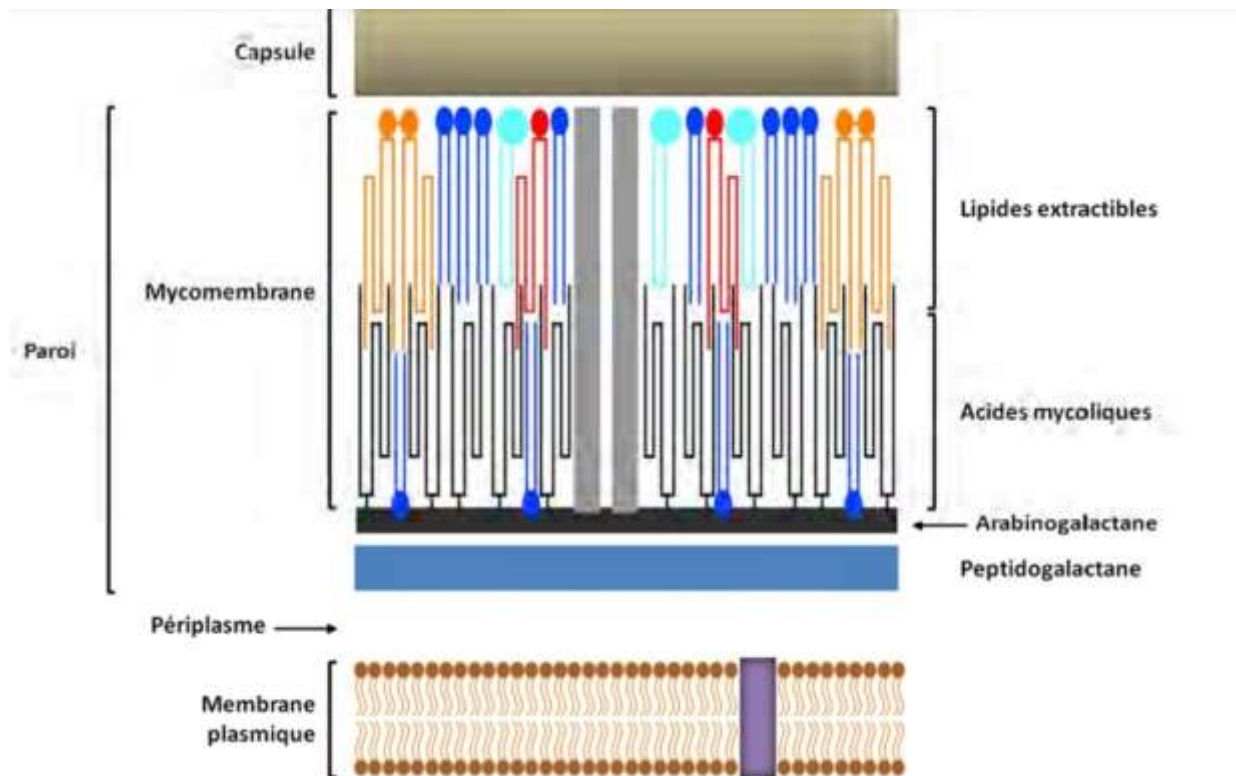 Capsule
Lipides extractibles
Mycomembrane
Paroi
Acides mycoliques
Arabinogalactane
Peptidogalactane
Périplasme
Membrane
plasmique